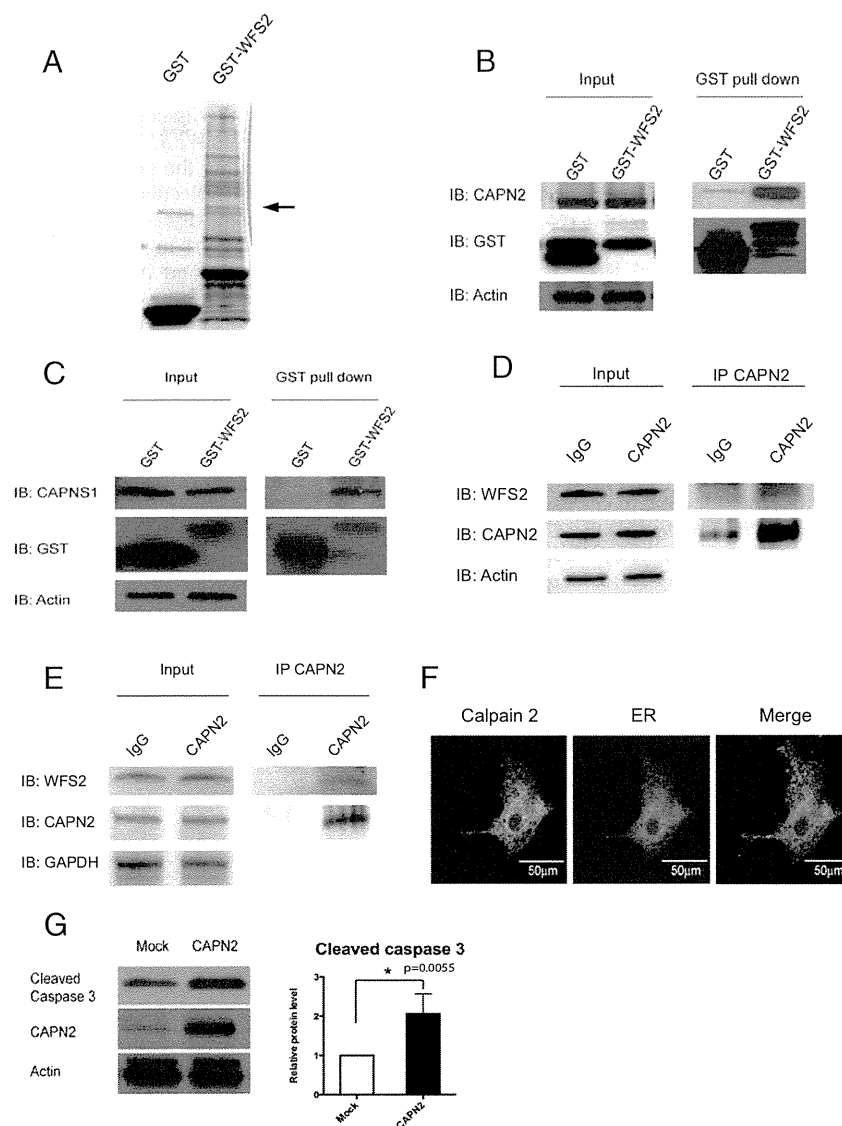 A
GST
GST-WFS2
B
Input
GST pull down
GST
GST-WFS2
GST
GST-WFS2
IB: CAPN2
IB: GST
IB: Actin
C
Input
GST pull down
GST
GST-WFS2
GST
GST-WFS2
IB: CAPNS1
IB: GST
IB: Actin
D
Input
IP CAPN2
IgG
CAPN2
IgG
CAPN2
IB: WFS2
IB: CAPN2
IB: Actin
E
Input
IP CAPN2
IgG
CAPN2
IgG
CAPN2
IB: WFS2
IB: CAPN2
IB: GAPDH
F
Calpain 2
ER
Merge
50μm
50μm
50μm
G
Mock
CAPN2
Cleaved
Caspase 3
CAPN2
Actin
Cleaved caspase 3
* p=0.0055
Relative protein level
3
2
1
0
Mock
CAPN2